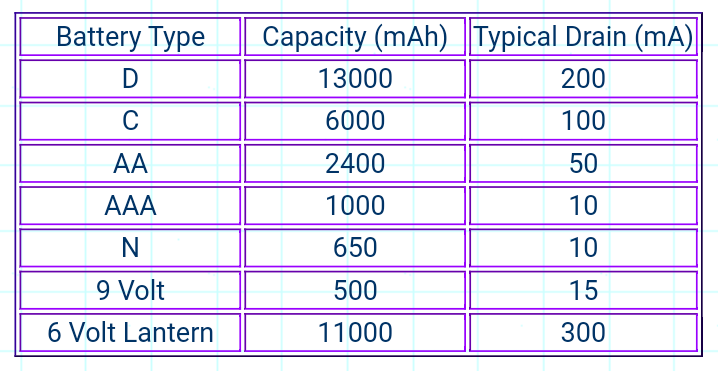 Battery Type Capacity (mAh) Typical Drain (mA)
D 13000 200
C 6000 100
AA 2400 50
AAA 1000 10
N 650 10
9 Volt 500 15
6 Volt Lantern 11000 300